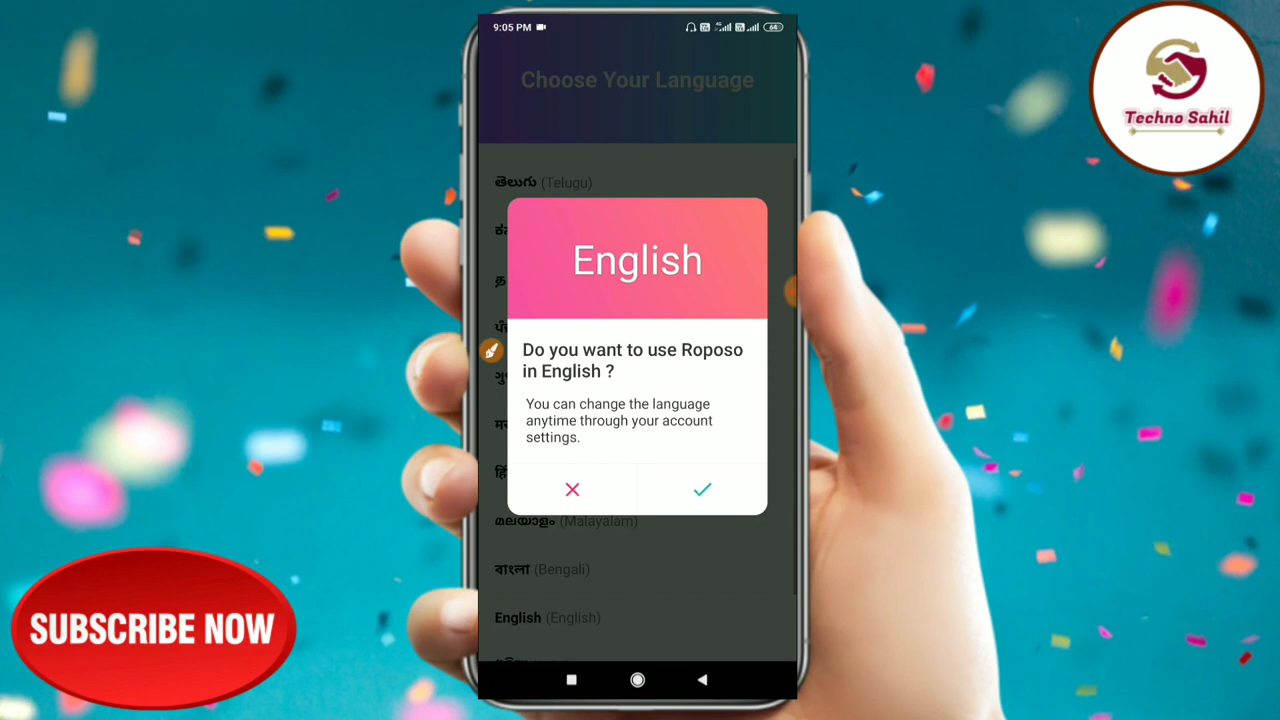 9:05 PM
64
Choose Your Language
తెలుగు (Telugu)
English
Do you want to use Roposo
in English ?
You can change the language
anytime through your account
settings.
മലയാളം (Malayalam)
বাংলা (Bengali)
English (English)
Techno Sahil
SUBSCRIBE NOW